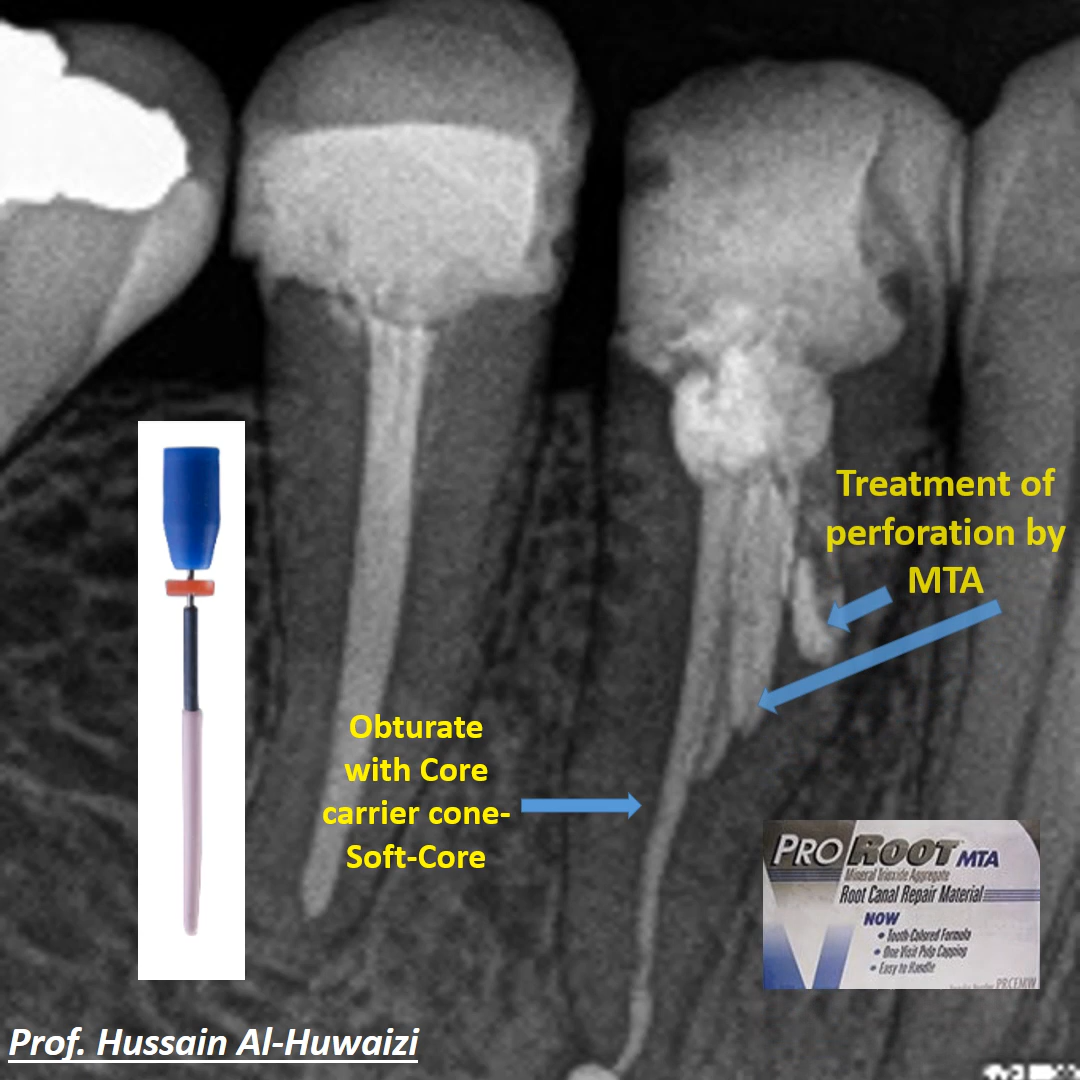 Treatment of
perforation by
MTA
Obturate
with Core
carrier cone-
Soft-Core
PRO ROOT MTA
Mineral Trioxide Aggregate
Root Canal Repair Material
NOW
• Tooth-Colored Formula
• One Visit Pulp Capping
• Easy to Handle
PRCEMW
Prof. Hussain Al-Huwaizi